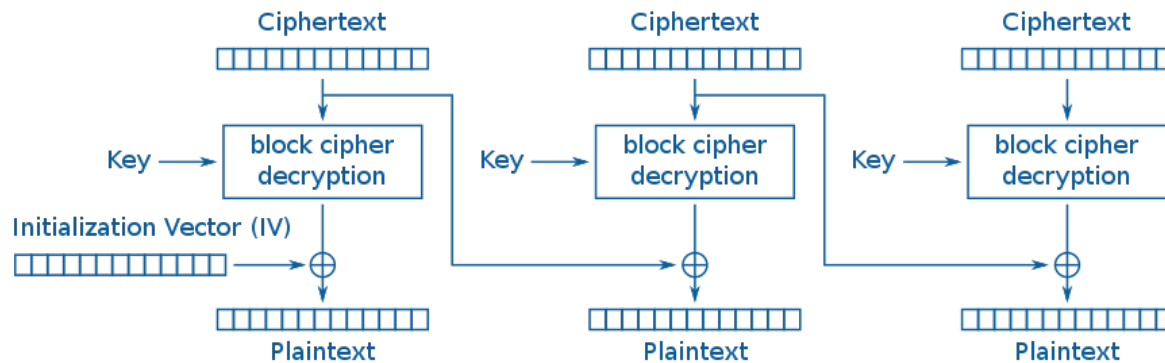 Ciphertext
Ciphertext
Ciphertext
Key
block cipher
decryption
Key
block cipher
decryption
Key
block cipher
decryption
Initialization Vector (IV)
Plaintext
Plaintext
Plaintext